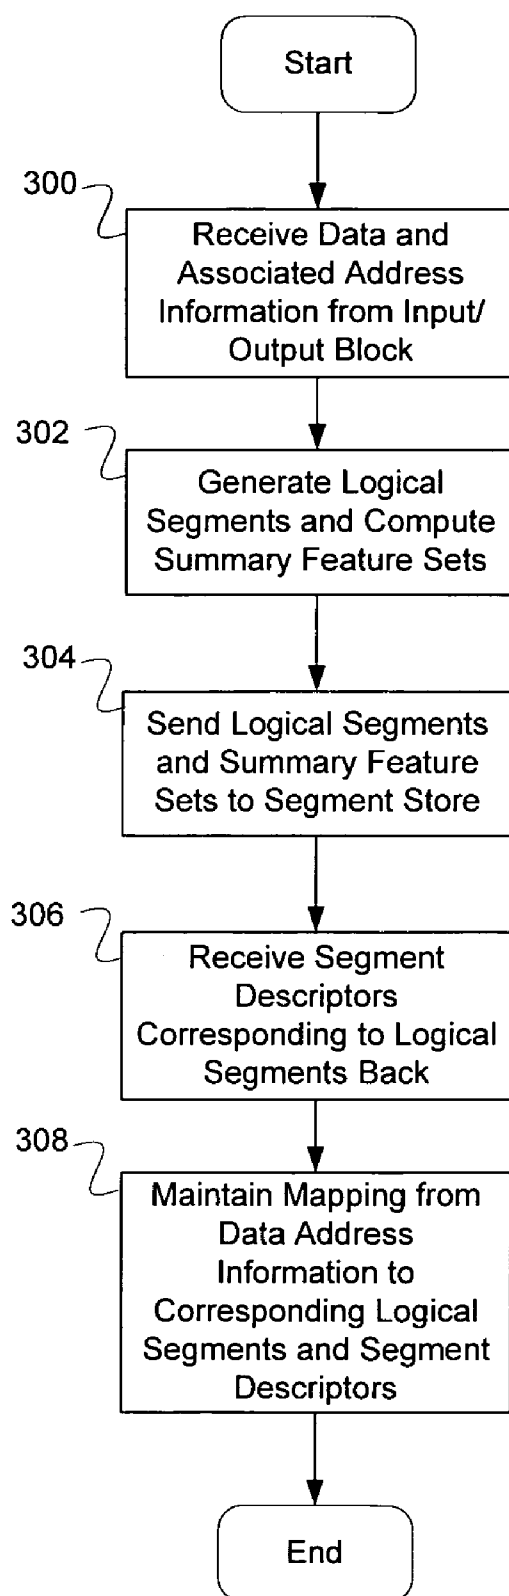 Start
300
Receive Data and
Associated Address
Information from Input/
Output Block
302
Generate Logical
Segments and Compute
Summary Feature Sets
304
Send Logical Segments
and Summary Feature
Sets to Segment Store
306
Receive Segment
Descriptors
Corresponding to Logical
Segments Back
308
Maintain Mapping from
Data Address
Information to
Corresponding Logical
Segments and Segment
Descriptors
End